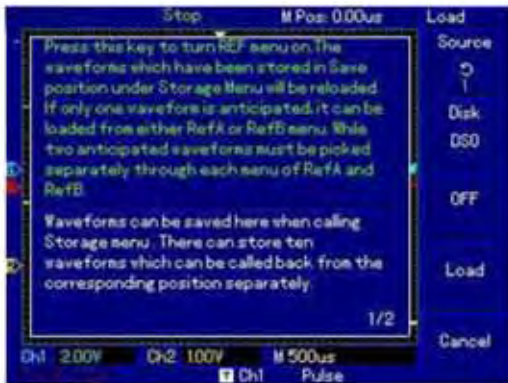 Stop M Pos: 0.00us Load
Press this key to turn REF menu on.The
waveforms which have been stored in Save
position under Storage Menu will be reloaded.
If only one waveform is anticipated, it can be
loaded from either RefA or RefB menu. While
two anticipated waveforms must be picked
separately through each menu of RefA and
RefB.
Waveforms can be saved here when calling
Storage menu. There can store ten
waveforms which can be called back from the
corresponding position separately.
1/2
Source
1
Disk
DSO
OFF
Load
Cancel
Ch1 2.00V Ch2 1.00V M 500us
T Ch1 Pulse